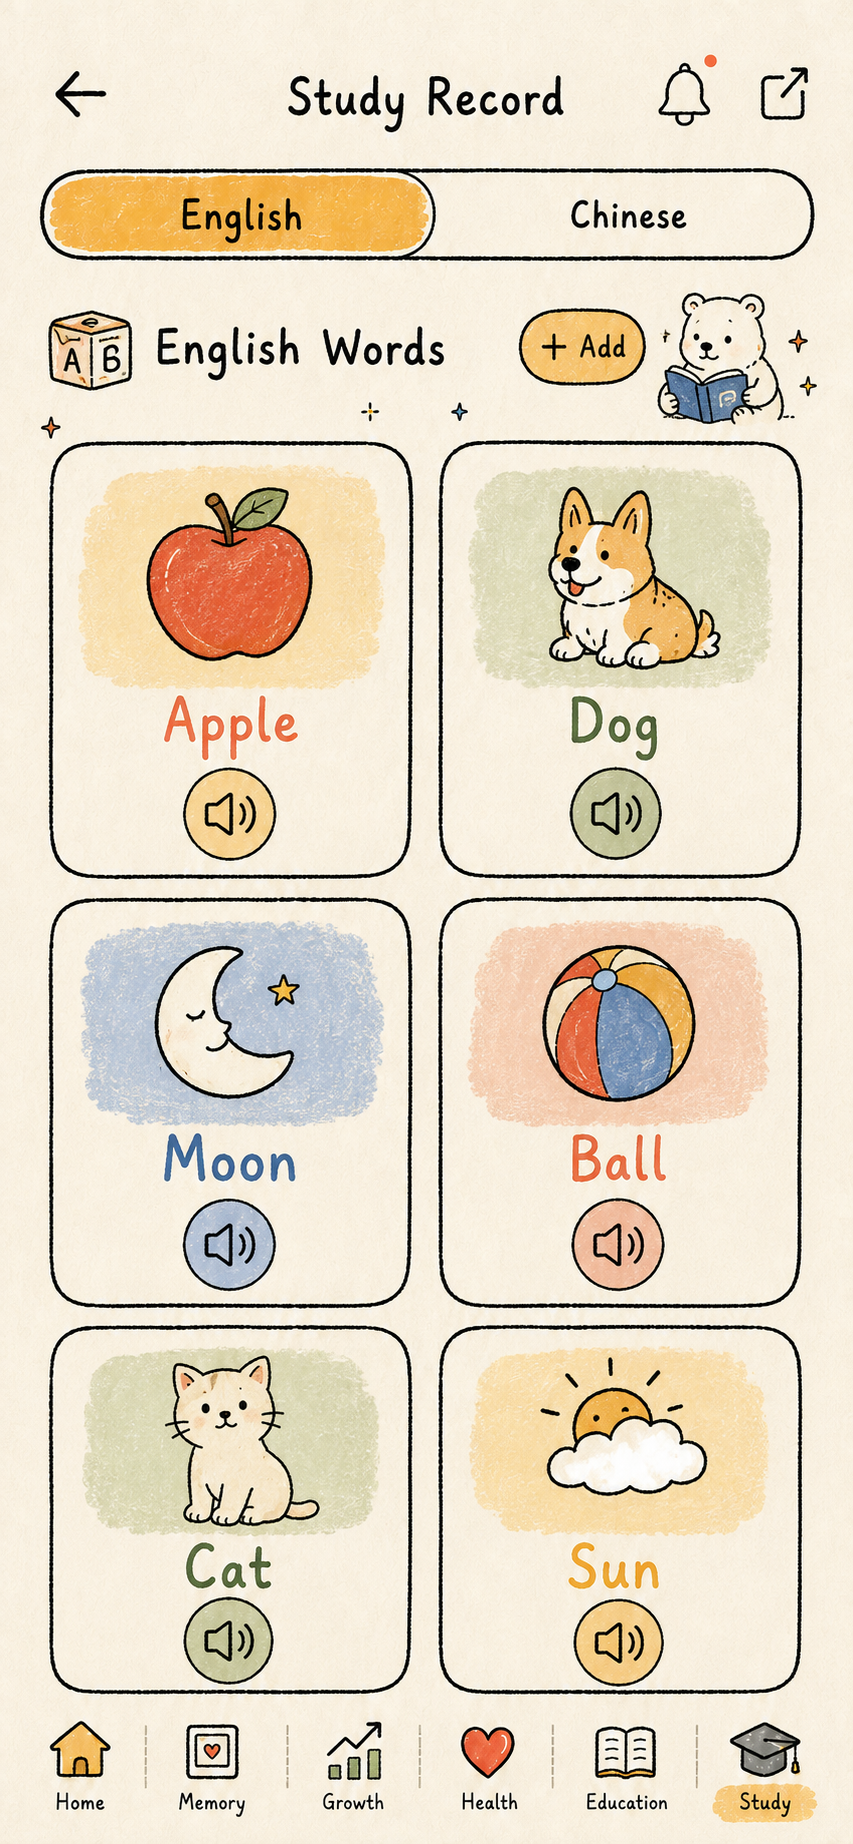 Study Record
English Chinese
A B English Words + Add
Apple Dog
Moon Ball
Cat Sun
Home Memory Growth Health Education Study